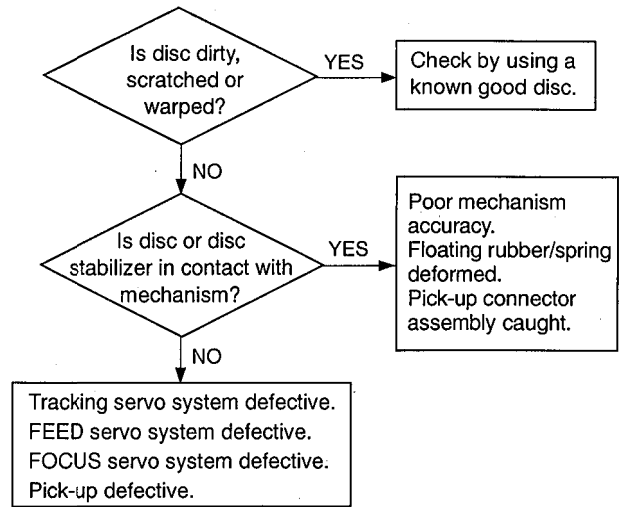 Is disc dirty,
scratched or
warped?
YES
Check by using a
known good disc.
NO
Is disc or disc
stabilizer in contact with
mechanism?
YES
Poor mechanism
accuracy.
Floating rubber/spring
deformed.
Pick-up connector
assembly caught.
NO
Tracking servo system defective.
FEED servo system defective.
FOCUS servo system defective.
Pick-up defective.